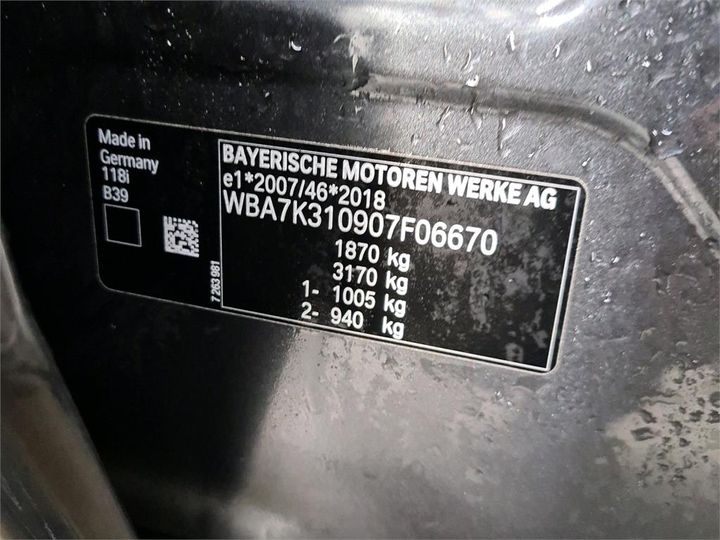 Made in
Germany
118i
B39
7 263 981
BAYERISCHE MOTOREN WERKE AG
e1*2007/46*2018
WBA7K310907F06670
1870 kg
3170 kg
1- 1005 kg
2- 940 kg